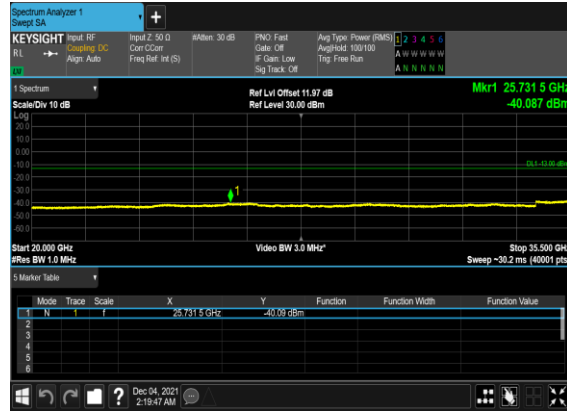 Spectrum Analyzer 1
Swept SA
+
KEYSIGHT Input: RF Input Z: 50 Ω #Atten: 30 dB PNO: Fast Avg Type: Power (RMS) 1 2 3 4 5 6
RL Coupling: DC Corr CCorr Gate: Off Avg|Hold: 100/100 A W W W W W
Align: Auto Freq Ref: Int (S) IF Gain: Low Trig: Free Run
Sig Track: Off A N N N N N
1 Spectrum Ref Lvl Offset 11.97 dB Mkr1 25.731 5 GHz
Scale/Div 10 dB Ref Level 30.00 dBm -40.087 dBm
Log
20.0
10.0
0.00
-10.0 DL1 -13.00 dBm
-20.0
-30.0
-40.0 1
-50.0
-60.0
Start 20.000 GHz Video BW 3.0 MHz* Stop 35.500 GHz
#Res BW 1.0 MHz Sweep ~30.2 ms (40001 pts)
5 Marker Table
Mode Trace Scale X Y Function Function Width Function Value
1 N 1 f 25.731 5 GHz -40.09 dBm
2
3
4
5
6
? Dec 04, 2021
2:19:47 AM